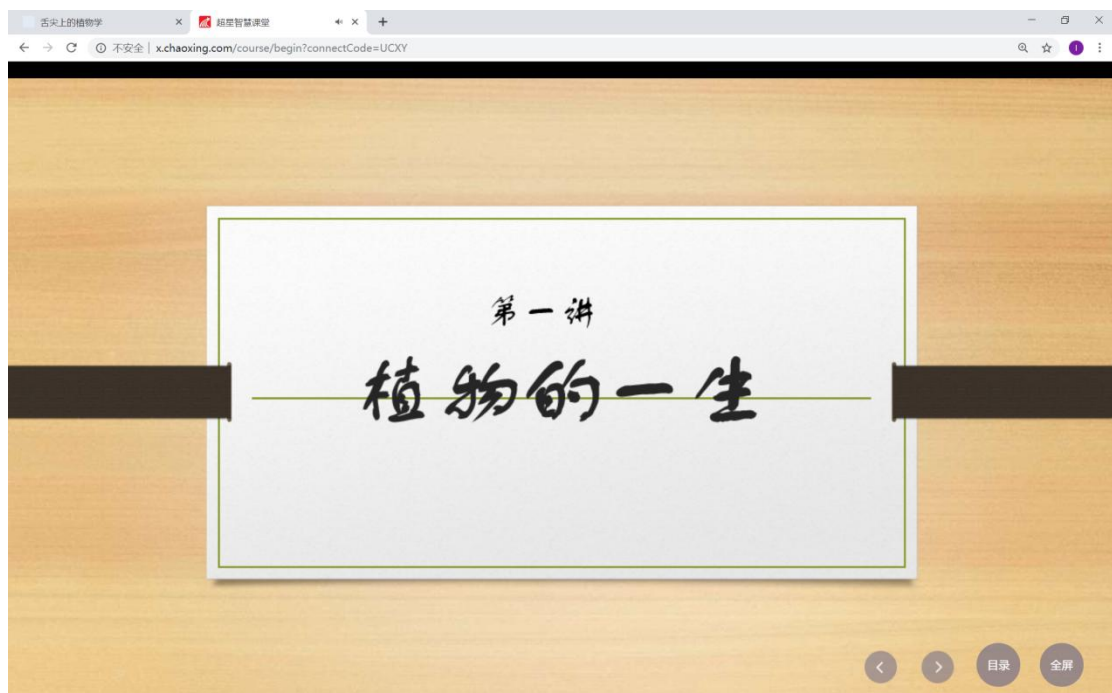 舌尖上的植物学
超星智慧课堂
不安全 | x.chaoxing.com/course/begin?connectCode=UCXY
第一讲
植物的一生
目录
全屏